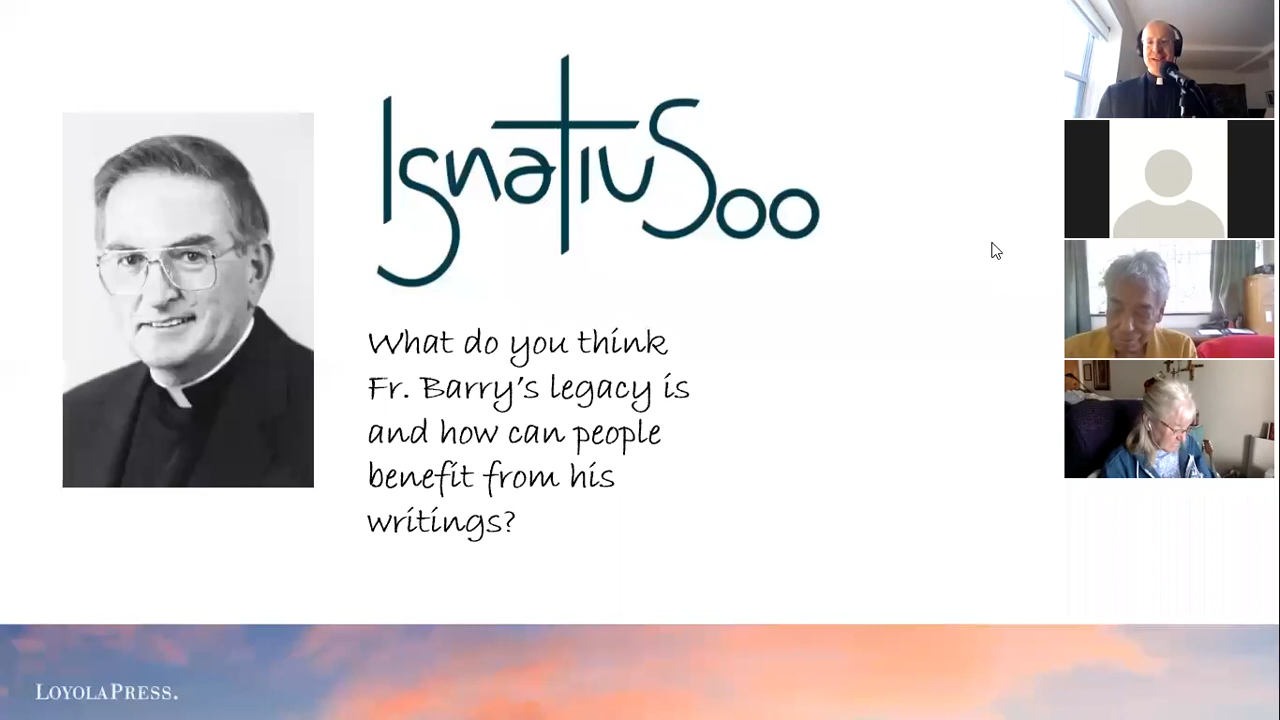 IgnatiuS00
What do you think
Fr. Barry's legacy is
and how can people
benefit from his
writings?
LOYOLAPRESS.